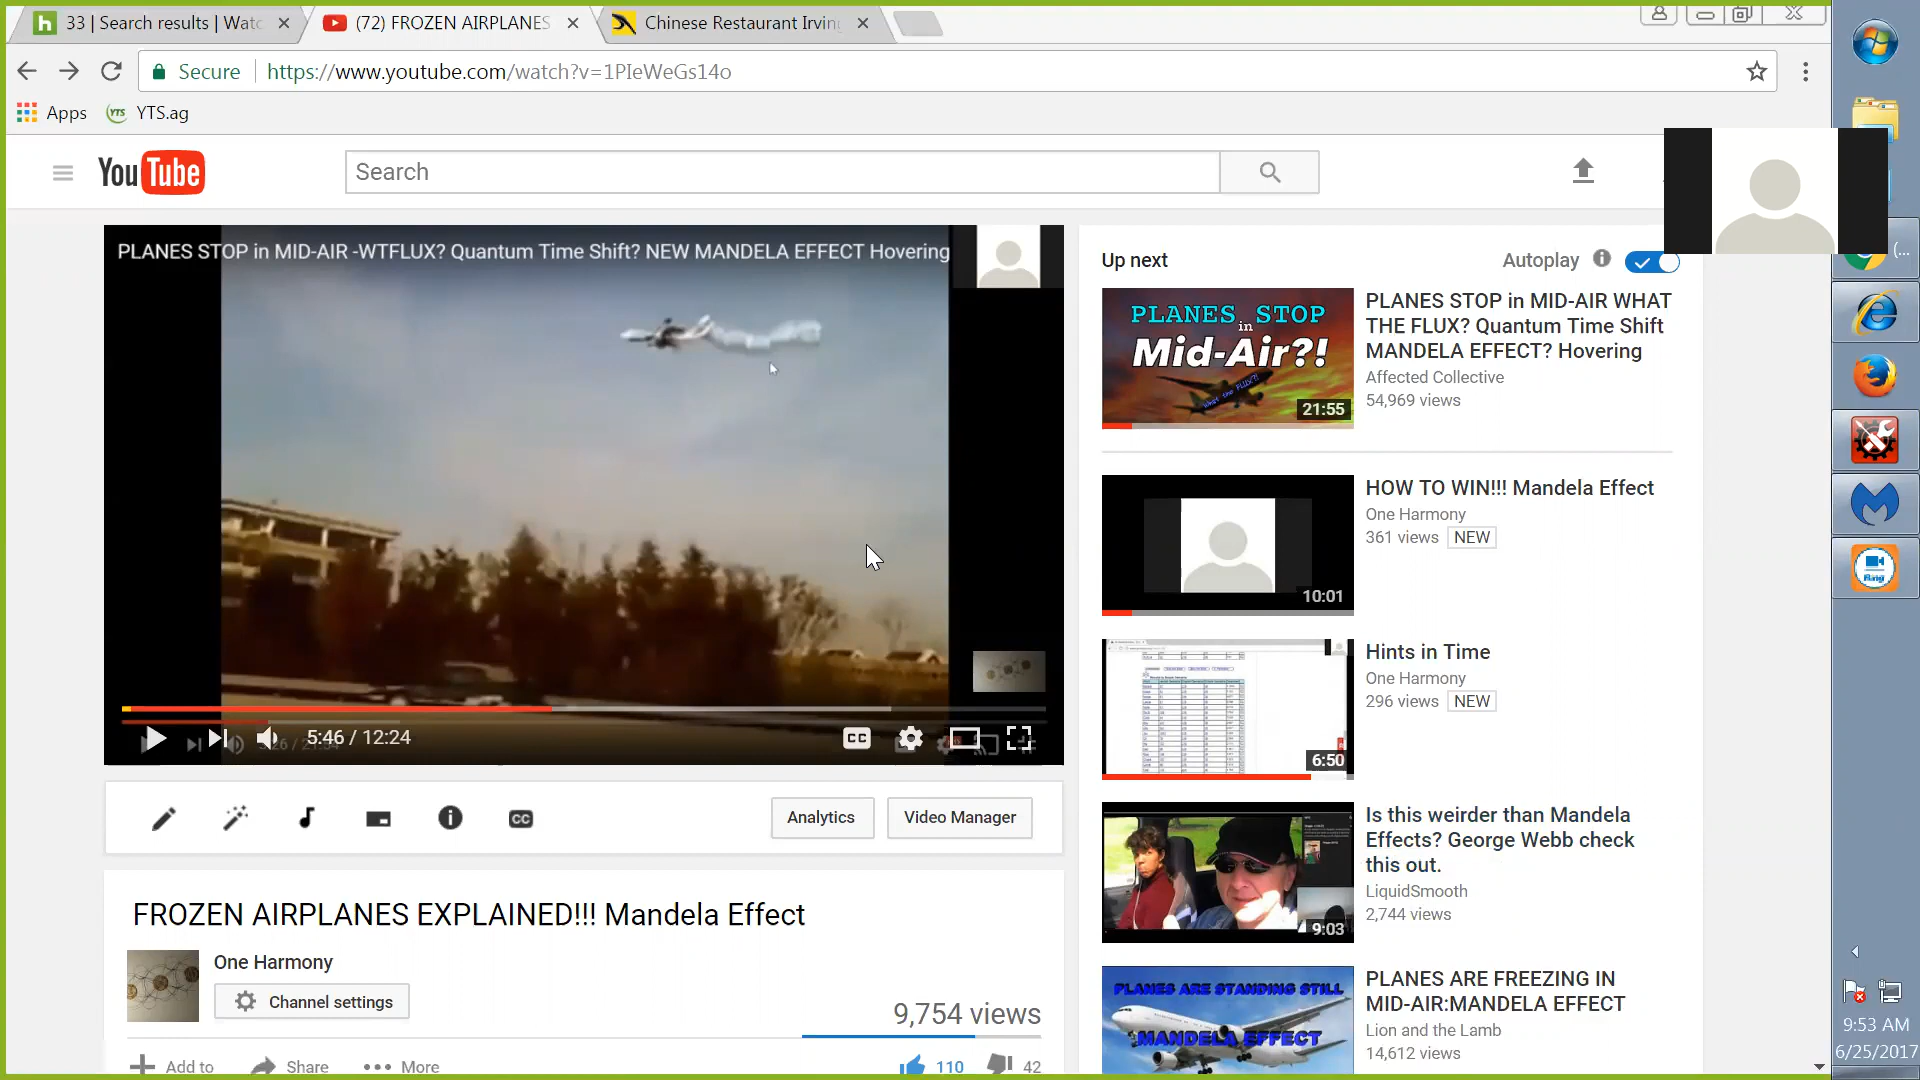 33 | Search results | Watc
(72) FROZEN AIRPLANES
Chinese Restaurant Irving
Secure
https://www.youtube.com/watch?v=1PIeWeGs14o
Apps
YTS.ag
YouTube
Search
PLANES STOP in MID-AIR -WTFLUX? Quantum Time Shift? NEW MANDELA EFFECT Hovering
5:46 / 12:24
CC
Analytics
Video Manager
FROZEN AIRPLANES EXPLAINED!!! Mandela Effect
One Harmony
Channel settings
9,754 views
Add to
Share
More
110
42
Up next
Autoplay
PLANES STOP
in
Mid-Air?!
What the FLUX?!
21:55
PLANES STOP in MID-AIR WHAT
THE FLUX? Quantum Time Shift
MANDELA EFFECT? Hovering
Affected Collective
54,969 views
10:01
HOW TO WIN!!! Mandela Effect
One Harmony
361 views NEW
6:50
Hints in Time
One Harmony
296 views NEW
9:03
Is this weirder than Mandela
Effects? George Webb check
this out.
LiquidSmooth
2,744 views
PLANES ARE STANDING STILL
MANDELA EFFECT
PLANES ARE FREEZING IN
MID-AIR:MANDELA EFFECT
Lion and the Lamb
14,612 views
9:53 AM
6/25/2017